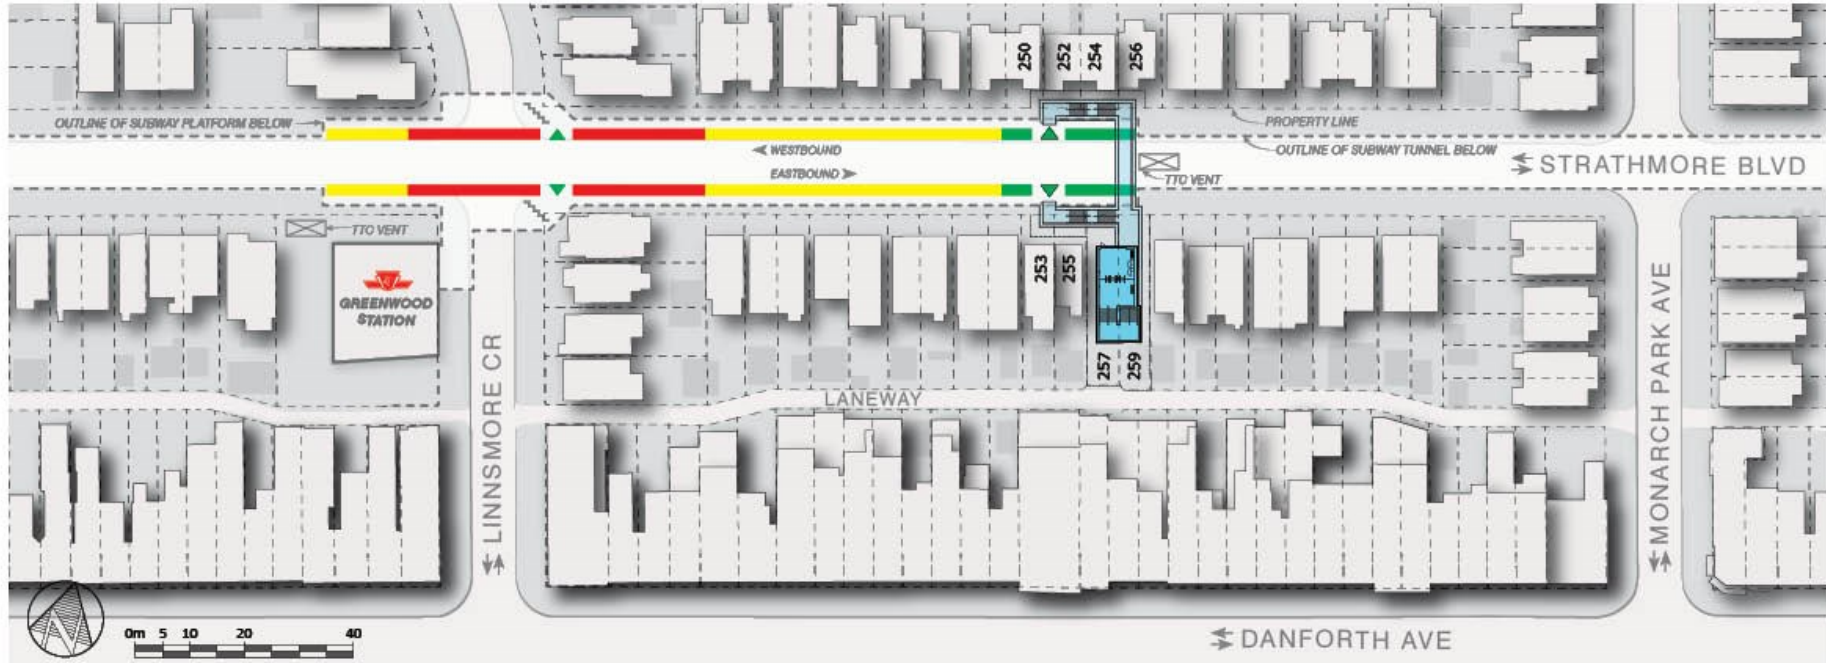 250
252
254
256
OUTLINE OF SUBWAY PLATFORM BELOW
PROPERTY LINE
WESTBOUND
OUTLINE OF SUBWAY TUNNEL BELOW
STRATHMORE BLVD
EASTBOUND
TTC VENT
TTC VENT
253
255
GREENWOOD
STATION
257
259
LANEWAY
LINNSMORE CR
MONARCH PARK AVE
N
0m 5 10 20 40
DANFORTH AVE